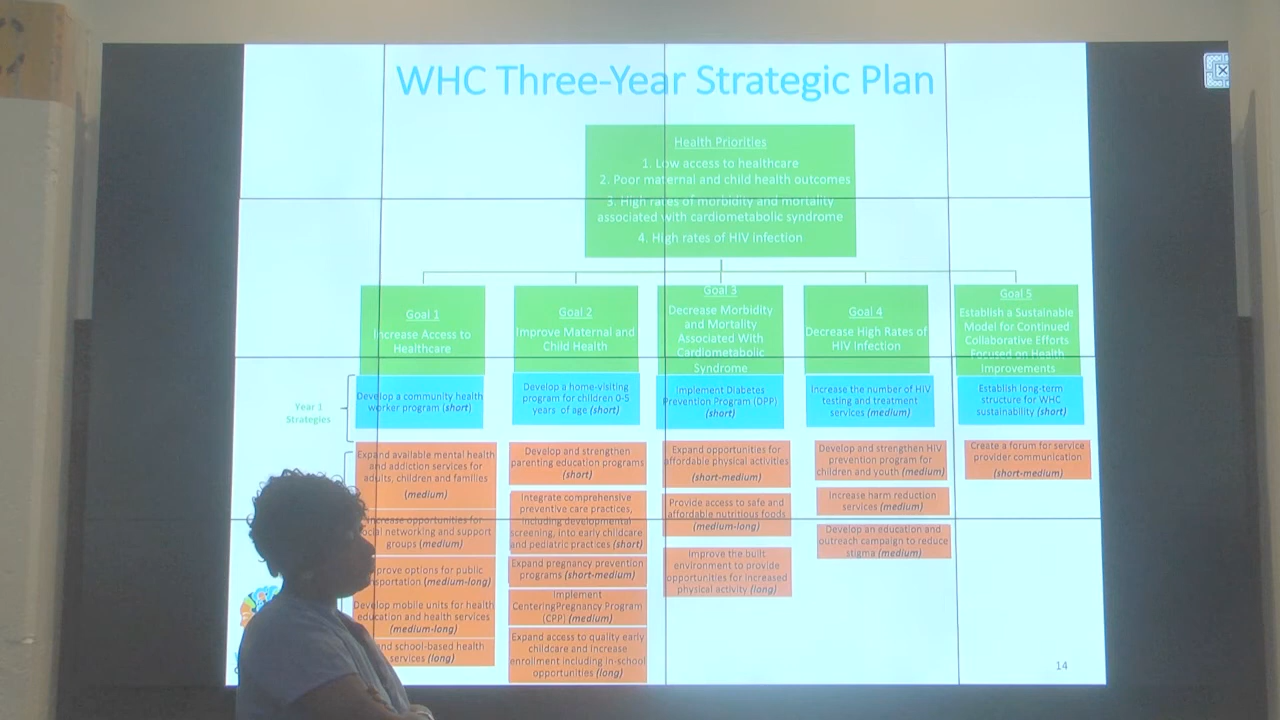 WHC Three-Year Strategic Plan
Health Priorities
1. Low access to healthcare
2. Poor maternal and child health outcomes
3. High rates of morbidity and mortality
associated with cardiometabolic syndrome
4. High rates of HIV Infection
Goal 1
Increase Access to
Healthcare
Goal 2
Improve Maternal and
Child Health
Goal 3
Decrease Morbidity
and Mortality
Associated With
Cardiometabolic
Syndrome
Goal 4
Decrease High Rates of
HIV Infection
Goal 5
Establish a Sustainable
Model for Continued
Collaborative Efforts
Focused on Health
Improvements
Year 1
Strategies
Develop a community health
worker program (short)
Develop a home-visiting
program for children 0-5
years of age (short)
Implement Diabetes
Prevention Program (DPP)
(short)
Increase the number of HIV
testing and treatment
services (medium)
Establish long-term
structure for WHC
sustainability (short)
Expand available mental health
and addiction services for
adults, children and families
(medium)
Increase opportunities for
networking and support
groups (medium)
options for public
(medium-long)
Develop mobile units for health
education and health services
(medium-long)
school-based health
services (long)
Develop and strengthen
parenting education programs
(short)
Integrate comprehensive
preventive care practices,
including developmental
screening, into early childcare
and pediatric practices (short)
Expand pregnancy prevention
programs (short-medium)
Implement
CenteringPregnancy Program
(CPP) (medium)
Expand access to quality early
childcare and increase
enrollment including in-school
opportunities (long)
Expand opportunities for
affordable physical activities
(short-medium)
Provide access to safe and
affordable nutritious foods
(medium-long)
Improve the built
environment to provide
opportunities for increased
physical activity (long)
Develop and strengthen HIV
prevention program for
children and youth (medium)
Increase harm reduction
services (medium)
Develop an education and
outreach campaign to reduce
stigma (medium)
Create a forum for service
provider communication
(short-medium)
14